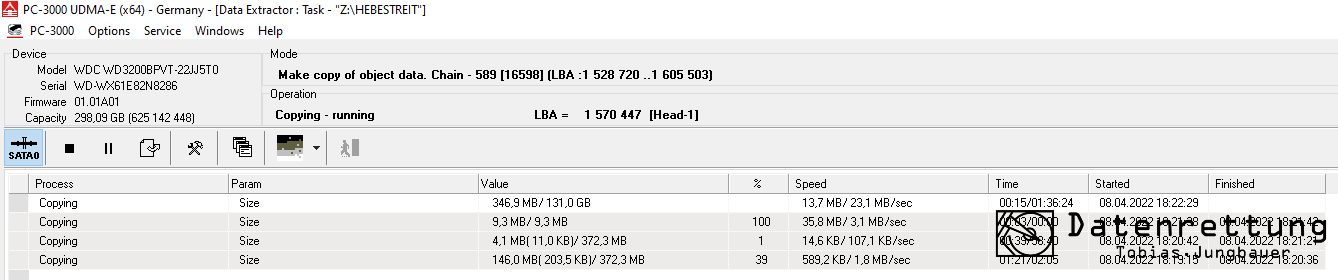 PC-3000 UDMA-E (x64) - Germany - [Data Extractor : Task - "Z:\HEBESTREIT"]
PC-3000 Options Service Windows Help
Device
Model WDC WD3200BPVT-22JJ5T0
Serial WD-WX61E82N8286
Firmware 01.01A01
Capacity 298,09 GB (625 142 448)
Mode
Make copy of object data. Chain - 589 [16598] (LBA :1 528 720 ..1 605 503)
Operation
Copying - running LBA = 1 570 447 [Head-1]
SATA0
Process Param Value % Speed Time Started Finished
Copying Size 346,9 MB/ 131,0 GB 13,7 MB/ 23,1 MB/sec 00:15/01:36:24 08.04.2022 18:22:29
Copying Size 9,3 MB/ 9,3 MB 100 35,8 MB/ 3,1 MB/sec 00:03/00:00 08.04.2022 18:21:28 08.04.2022 18:21:42
Copying Size 4,1 MB( 11,0 KB)/ 372,3 MB 1 14,6 KB/ 107,1 KB/sec 00:39/58:40 08.04.2022 18:20:42 08.04.2022 18:21:21
Copying Size 146,0 MB( 203,5 KB)/ 372,3 MB 39 589,2 KB/ 1,8 MB/sec 01:21/02:05 08.04.2022 18:19:15 08.04.2022 18:20:36
Datenrettung
Tobias.Jungbauer